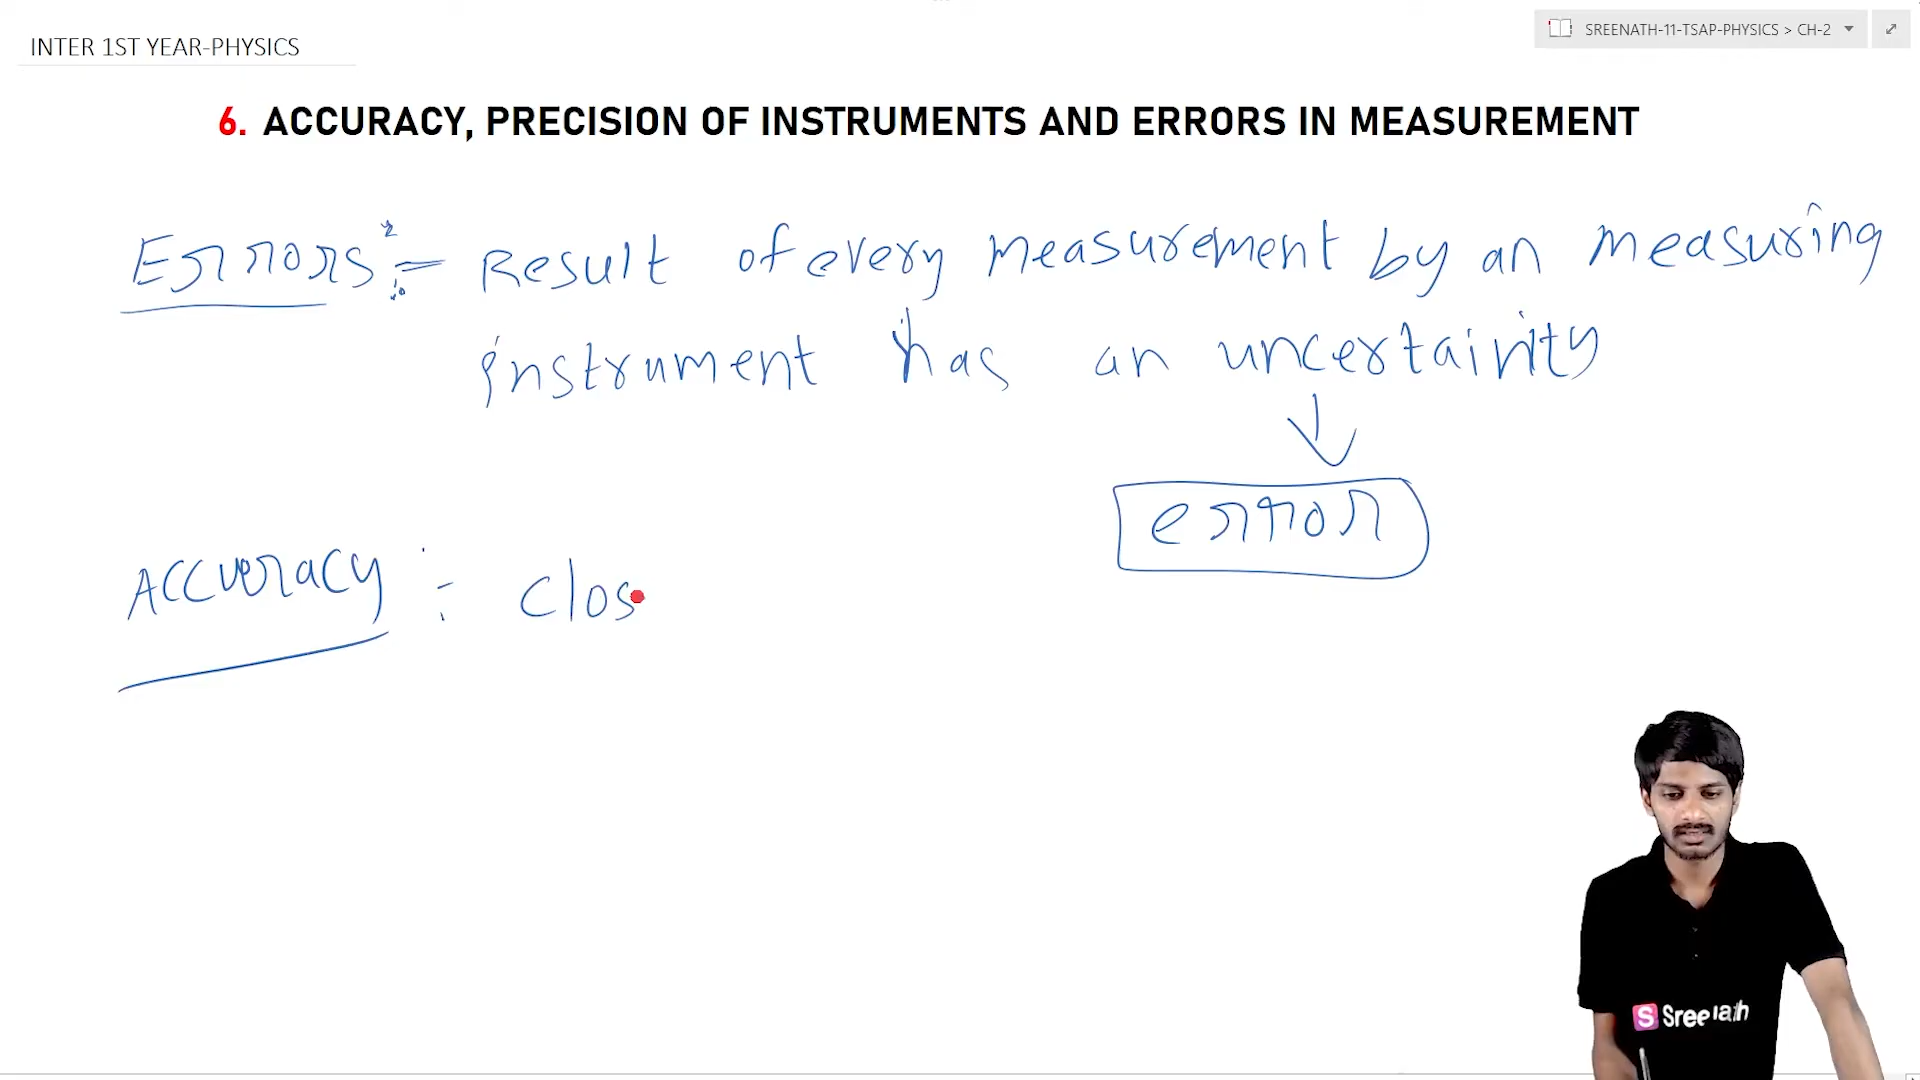 INTER 1ST YEAR-PHYSICS
SREENATH-11-TSAP-PHYSICS > CH-2
6. ACCURACY, PRECISION OF INSTRUMENTS AND ERRORS IN MEASUREMENT
Errors:- Result of every measurement by an measuring
instrument has an uncertainity
error
Accuracy : Clos
S Sreenath